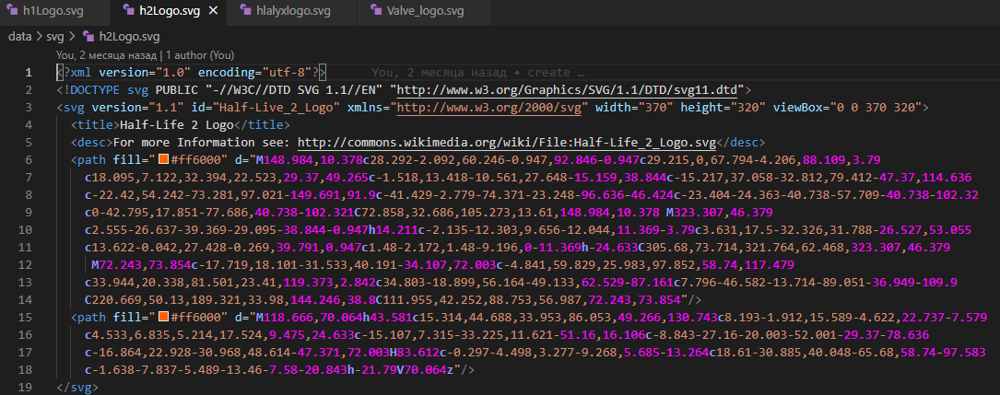 h1Logo.svg h2Logo.svg × hlalyxlogo.svg Valve_logo.svg
data > svg > h2Logo.svg
You, 2 месяца назад | 1 author (You)
1 <?xml version="1.0" encoding="utf-8"?> You, 2 месяца назад • create …
2 <!DOCTYPE svg PUBLIC "-//W3C//DTD SVG 1.1//EN" "http://www.w3.org/Graphics/SVG/1.1/DTD/svg11.dtd">
3 <svg version="1.1" id="Half-Live_2_Logo" xmlns="http://www.w3.org/2000/svg" width="370" height="320" viewBox="0 0 370 320">
4 <title>Half-Life 2 Logo</title>
5 <desc>For more Information see: http://commons.wikimedia.org/wiki/File:Half-Life_2_Logo.svg</desc>
6 <path fill="#ff6000" d="M148.984,10.378c28.292-2.092,60.246-0.947,92.846-0.947c29.215,0,67.794-4.206,88.109,3.79
7 c18.095,7.122,32.394,22.523,29.37,49.265c-1.518,13.418-10.561,27.648-15.159,38.844c-15.217,37.058-32.812,79.412-47.37,114.636
8 c-22.42,54.242-73.281,97.021-149.691,91.9c-41.429-2.779-74.371-23.248-96.636-46.424c-23.404-24.363-40.738-57.709-40.738-102.32
9 c0-42.795,17.851-77.686,40.738-102.321C72.858,32.686,105.273,13.61,148.984,10.378 M323.307,46.379
10 c2.555-26.637-39.369-29.095-38.844-0.947h14.211c-2.135-12.303,9.656-12.044,11.369-3.79c3.631,17.5-32.326,31.788-26.527,53.055
11 c13.622-0.042,27.428-0.269,39.791,0.947c1.48-2.172,1.48-9.196,0-11.369h-24.633C305.68,73.714,321.764,62.468,323.307,46.379
12 M72.243,73.854c-17.719,18.101-31.533,40.191-34.107,72.003c-4.841,59.829,25.983,97.852,58.74,117.479
13 c33.944,20.338,81.501,23.41,119.373,2.842c34.803-18.899,56.164-49.133,62.529-87.161c7.796-46.582-13.714-89.051-36.949-109.9
14 C220.669,50.13,189.321,33.98,144.246,38.8C111.955,42.252,88.753,56.987,72.243,73.854"/>
15 <path fill="#ff6000" d="M118.666,70.064h43.581c15.314,44.688,33.953,86.053,49.266,130.743c8.193-1.912,15.589-4.622,22.737-7.579
16 c4.533,6.835,5.214,17.524,9.475,24.633c-15.107,7.315-33.225,11.621-51.16,16.106c-8.843-27.16-20.003-52.001-29.37-78.636
17 c-16.864,22.928-30.968,48.614-47.371,72.003H83.612c-0.297-4.498,3.277-9.268,5.685-13.264c18.61-30.885,40.048-65.68,58.74-97.583
18 c-1.638-7.837-5.489-13.46-7.58-20.843h-21.79V70.064z"/>
19 </svg>